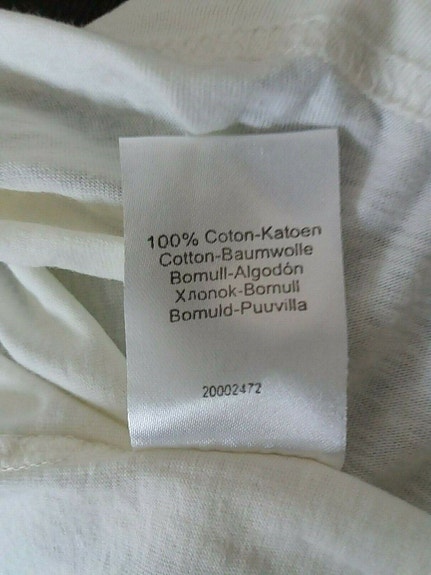 100% Coton-Katoen
Cotton-Baumwolle
Bomull-Algodón
Хлопок-Bomull
Bomuld-Puuvilla
20002472